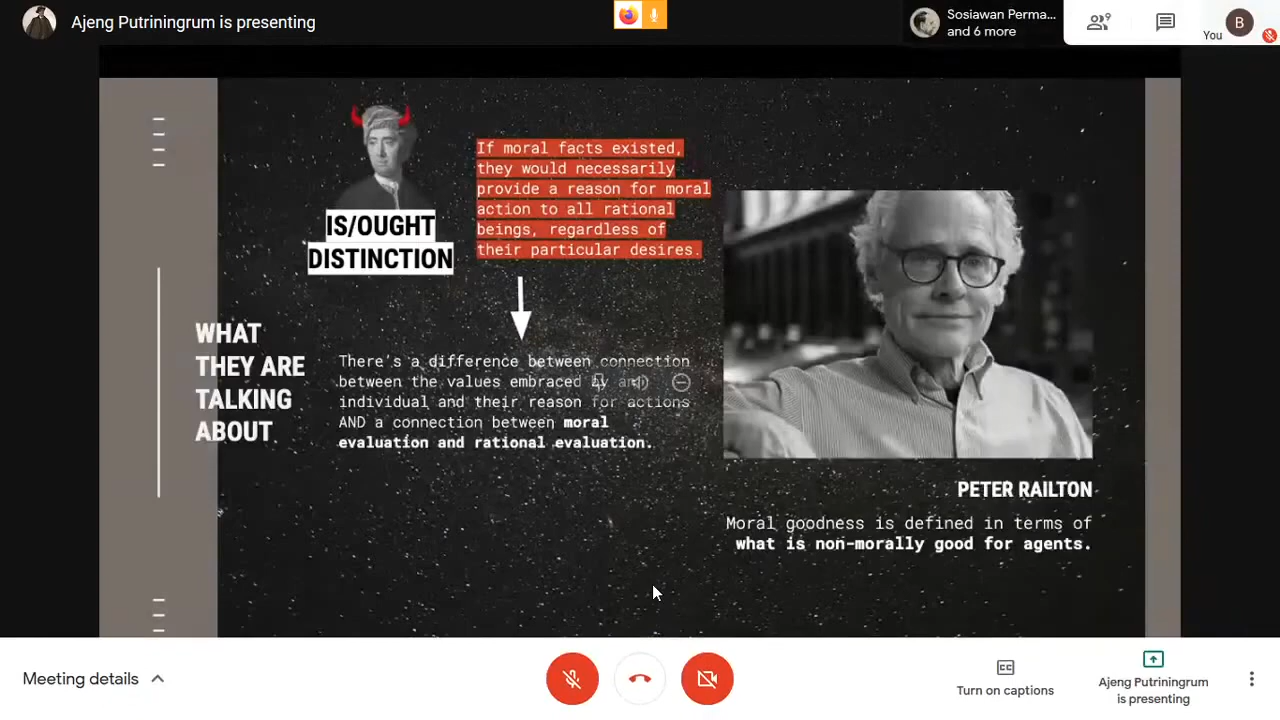 Ajeng Putriningrum is presenting
Sosiawan Perma...
and 6 more
9
You
B
IS/OUGHT
DISTINCTION
If moral facts existed,
they would necessarily
provide a reason for moral
action to all rational
beings, regardless of
their particular desires.
WHAT
THEY ARE
TALKING
ABOUT
There's a difference between connection
between the values embraced by an
individual and their reason for actions
AND a connection between moral
evaluation and rational evaluation.
PETER RAILTON
Moral goodness is defined in terms of
what is non-morally good for agents.
Meeting details
CC
Turn on captions
Ajeng Putriningrum
is presenting